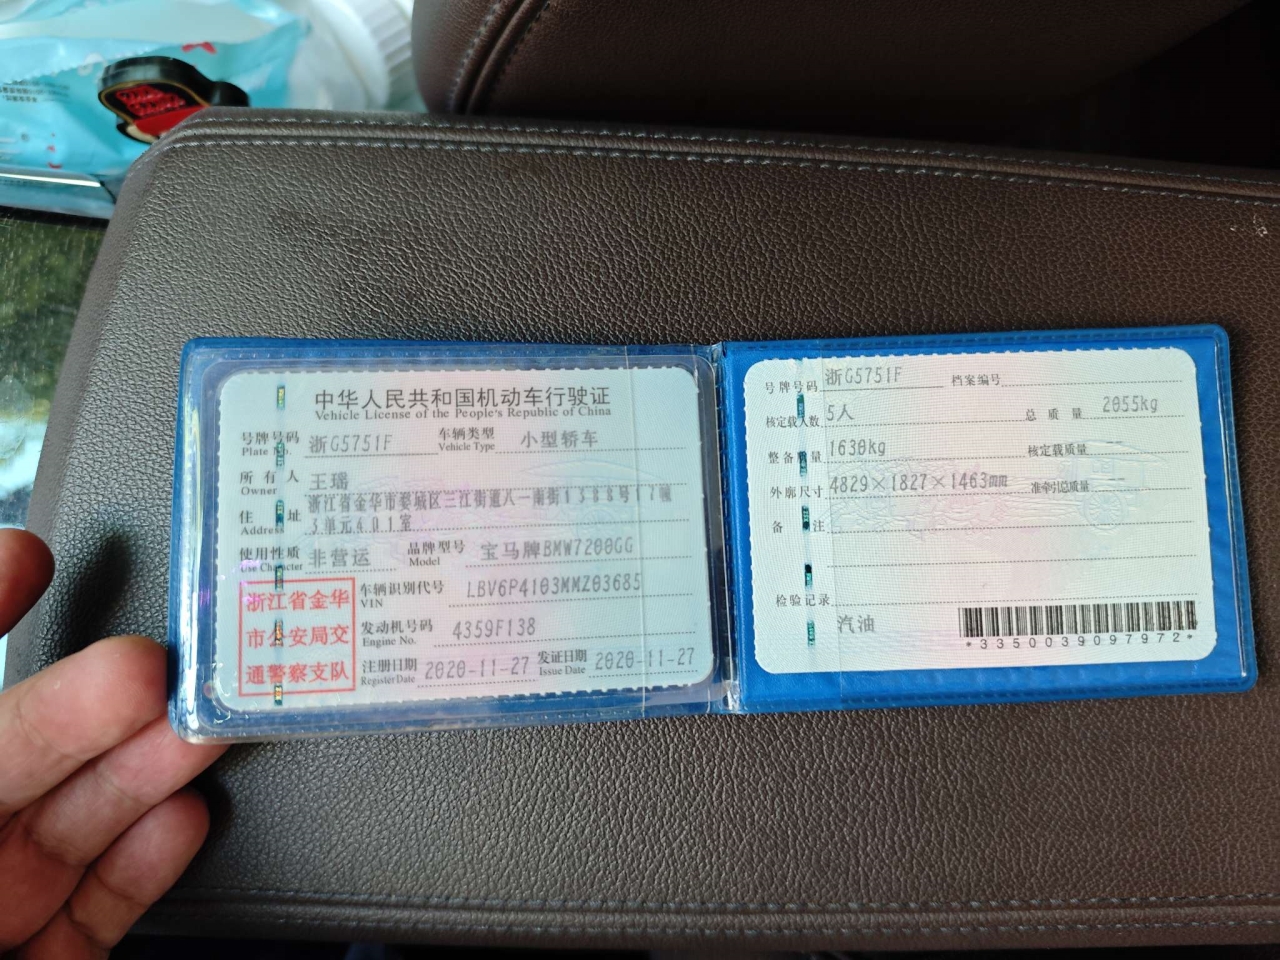 中华人民共和国机动车行驶证
Vehicle License of the People's Republic of China
号牌号码 浙G5751F 车辆类型 小型轿车
Plate No. Vehicle Type
所有人 王瑶
Owner
住址 浙江省金华市婺城区三江街道八一南街1388号17幢
Address 3单元401室
使用性质 非营运 品牌型号 宝马牌BMW7200GG
Use Character Model
浙江省金华
市公安局交
通警察支队
车辆识别代号 LBV6P4103MMZ03685
VIN
发动机号码 4359F138
Engine No.
注册日期 2020-11-27 发证日期 2020-11-27
Register Date Issue Date
号牌号码 浙G5751F 档案编号
核定载人数 5人 总质量 2055kg
整备质量 1630kg 核定载质量 --
外廓尺寸 4829×1827×1463mm 准牵引总质量 --
备注
检验记录
汽油
*3350039097972*